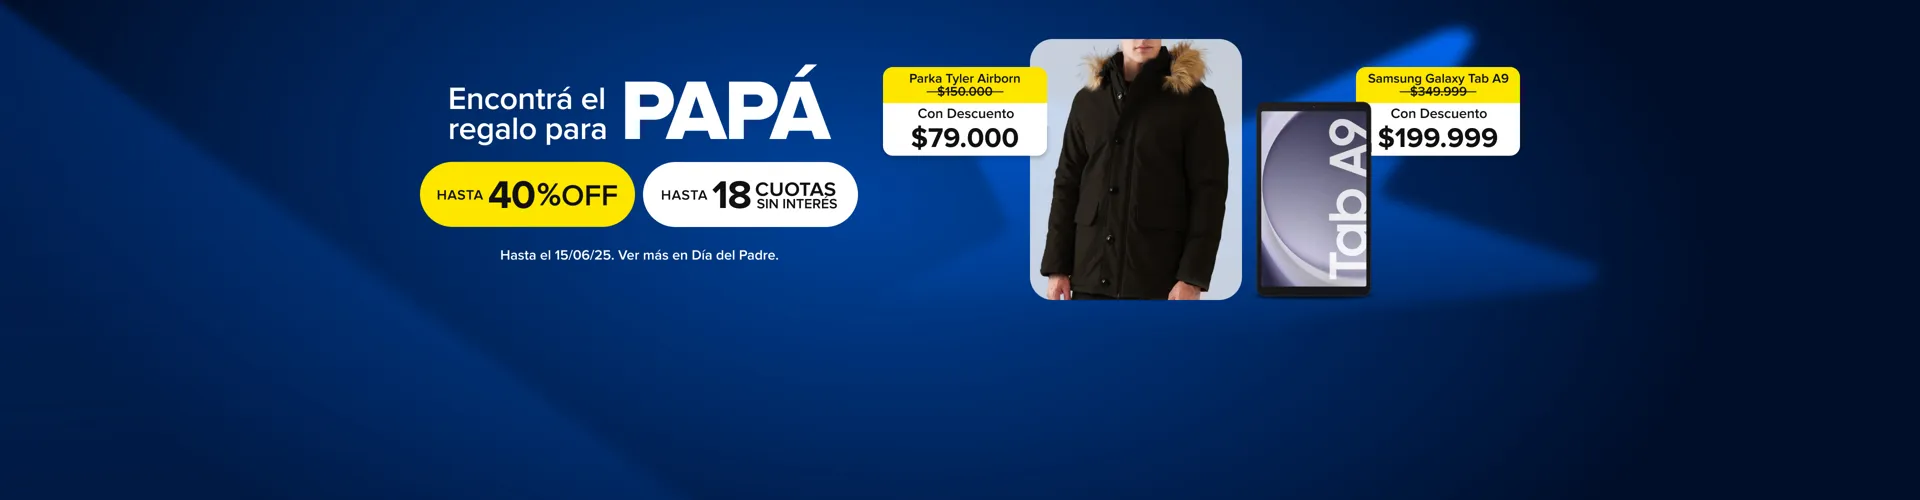 Encontrá el
regalo para
PAPÁ
HASTA 40%OFF
HASTA 18 CUOTAS
SIN INTERÉS
Hasta el 15/06/25. Ver más en Día del Padre.
Parka Tyler Airborn
$150.000
Con Descuento
$79.000
Samsung Galaxy Tab A9
$349.999
Con Descuento
$199.999
Tab A9